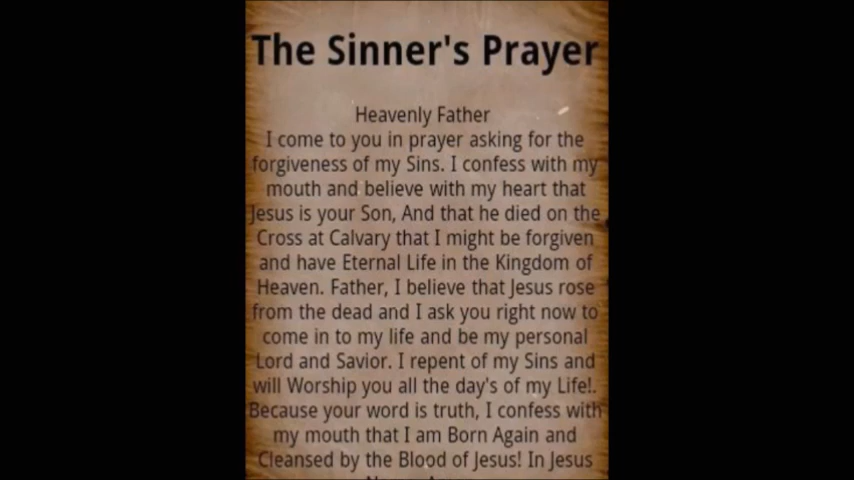 The Sinner's Prayer
Heavenly Father
I come to you in prayer asking for the
forgiveness of my Sins. I confess with my
mouth and believe with my heart that
Jesus is your Son, And that he died on the
Cross at Calvary that I might be forgiven
and have Eternal Life in the Kingdom of
Heaven. Father, I believe that Jesus rose
from the dead and I ask you right now to
come in to my life and be my personal
Lord and Savior. I repent of my Sins and
will Worship you all the day's of my Life!.
Because your word is truth, I confess with
my mouth that I am Born Again and
Cleansed by the Blood of Jesus! In Jesus